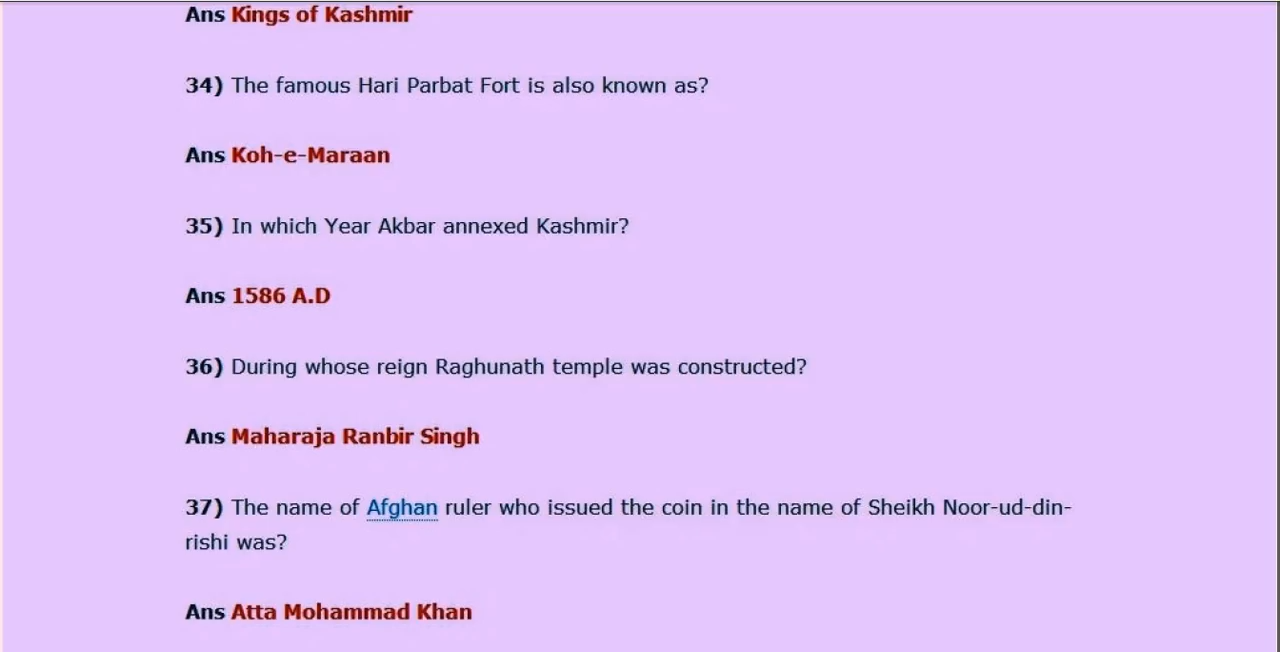 Ans Kings of Kashmir
34) The famous Hari Parbat Fort is also known as?
Ans Koh-e-Maraan
35) In which Year Akbar annexed Kashmir?
Ans 1586 A.D
36) During whose reign Raghunath temple was constructed?
Ans Maharaja Ranbir Singh
37) The name of Afghan ruler who issued the coin in the name of Sheikh Noor-ud-din-
rishi was?
Ans Atta Mohammad Khan